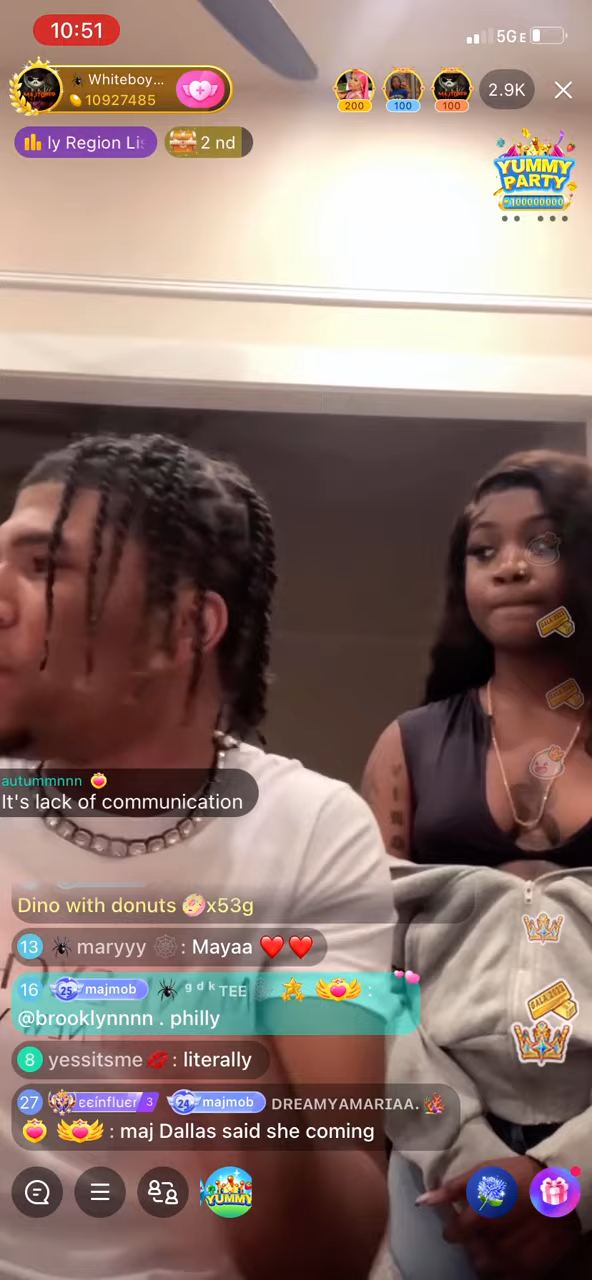 10:51
5G E
Whiteboy...
10927485
200
100
100
2.9K
ly Region Lis
2 nd
YUMMY
PARTY
100000000
autummnnn
It's lack of communication
Dino with donuts x53g
13 maryyy : Mayaa
16 25 majmob ᵍᵈᵏTEE :
@brooklynnnn . philly
8 yessitsme : literally
27 3 24 majmob DREAMYAMARIAA.
: maj Dallas said she coming
YUMMY